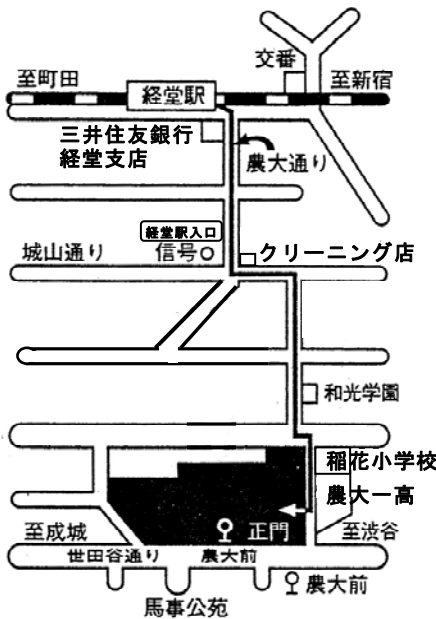 交番
至町田
経堂駅
至新宿
三井住友銀行
経堂支店
農大通り
経堂駅入口
城山通り
信号
クリーニング店
和光学園
稲花小学校
農大一高
正門
至成城
至渋谷
世田谷通り
農大前
馬事公苑
農大前